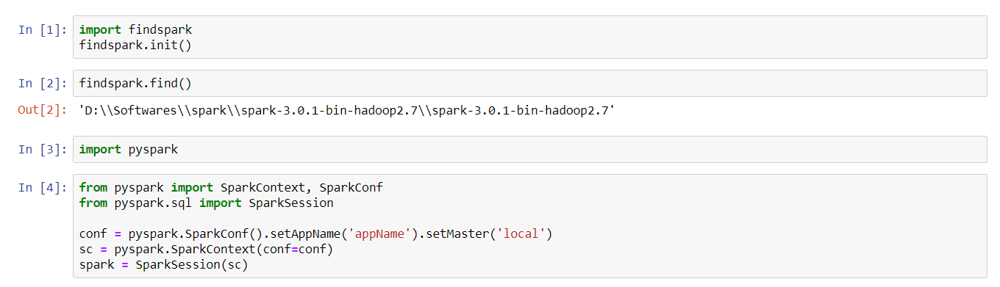 In [1]: import findspark
findspark.init()
In [2]: findspark.find()
Out[2]: 'D:\\Softwares\\spark\\spark-3.0.1-bin-hadoop2.7\\spark-3.0.1-bin-hadoop2.7'
In [3]: import pyspark
In [4]: from pyspark import SparkContext, SparkConf
from pyspark.sql import SparkSession
conf = pyspark.SparkConf().setAppName('appName').setMaster('local')
sc = pyspark.SparkContext(conf=conf)
spark = SparkSession(sc)